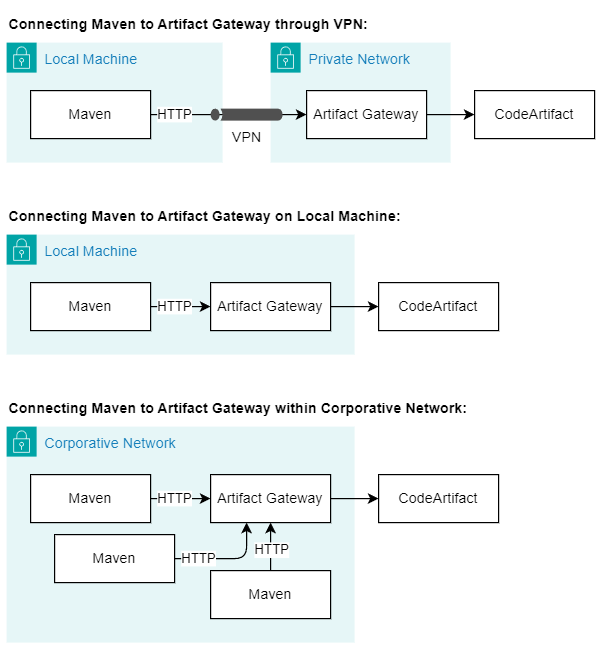 Connecting Maven to Artifact Gateway through VPN:
Local Machine
Private Network
Maven
HTTP
VPN
Artifact Gateway
CodeArtifact
Connecting Maven to Artifact Gateway on Local Machine:
Local Machine
Maven
HTTP
Artifact Gateway
CodeArtifact
Connecting Maven to Artifact Gateway within Corporative Network:
Corporative Network
Maven
HTTP
Artifact Gateway
CodeArtifact
Maven
HTTP
HTTP
Maven